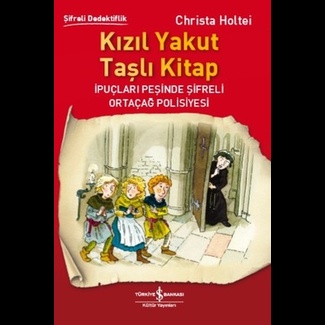 Şifreli Dedektiflik
Christa Holtei
Kızıl Yakut
Taşlı Kitap
İPUÇLARI PEŞİNDE ŞİFRELİ
ORTAÇAĞ POLİSİYESİ
TÜRKİYE İŞ BANKASI
Kültür Yayınları